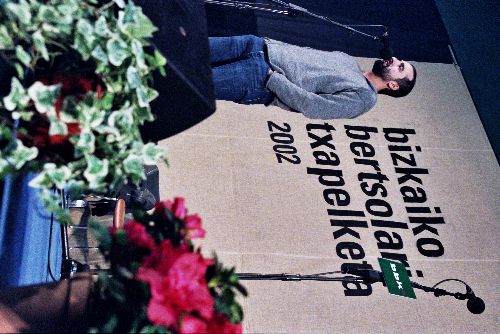 bizkaiko
bertsolari
txapelketa
2002
bbk